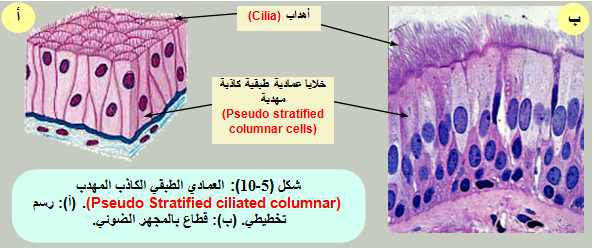 أ
أهداب (Cilia)
ب
خلايا عمادية طبقية كاذبة
مهدبة
(Pseudo stratified
columnar cells)
شكل (5-10): العمادي الطبقي الكاذب المهدب
(Pseudo Stratified ciliated columnar). (أ): رسم
تخطيطي. (ب): قطاع بالمجهر الضوئي.